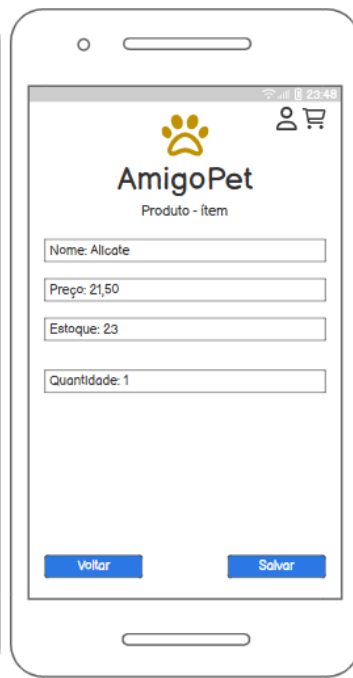 23:48
AmigoPet
Produto - ítem
Nome: Alicate
Preço: 21,50
Estoque: 23
Quantidade: 1
Voltar
Salvar